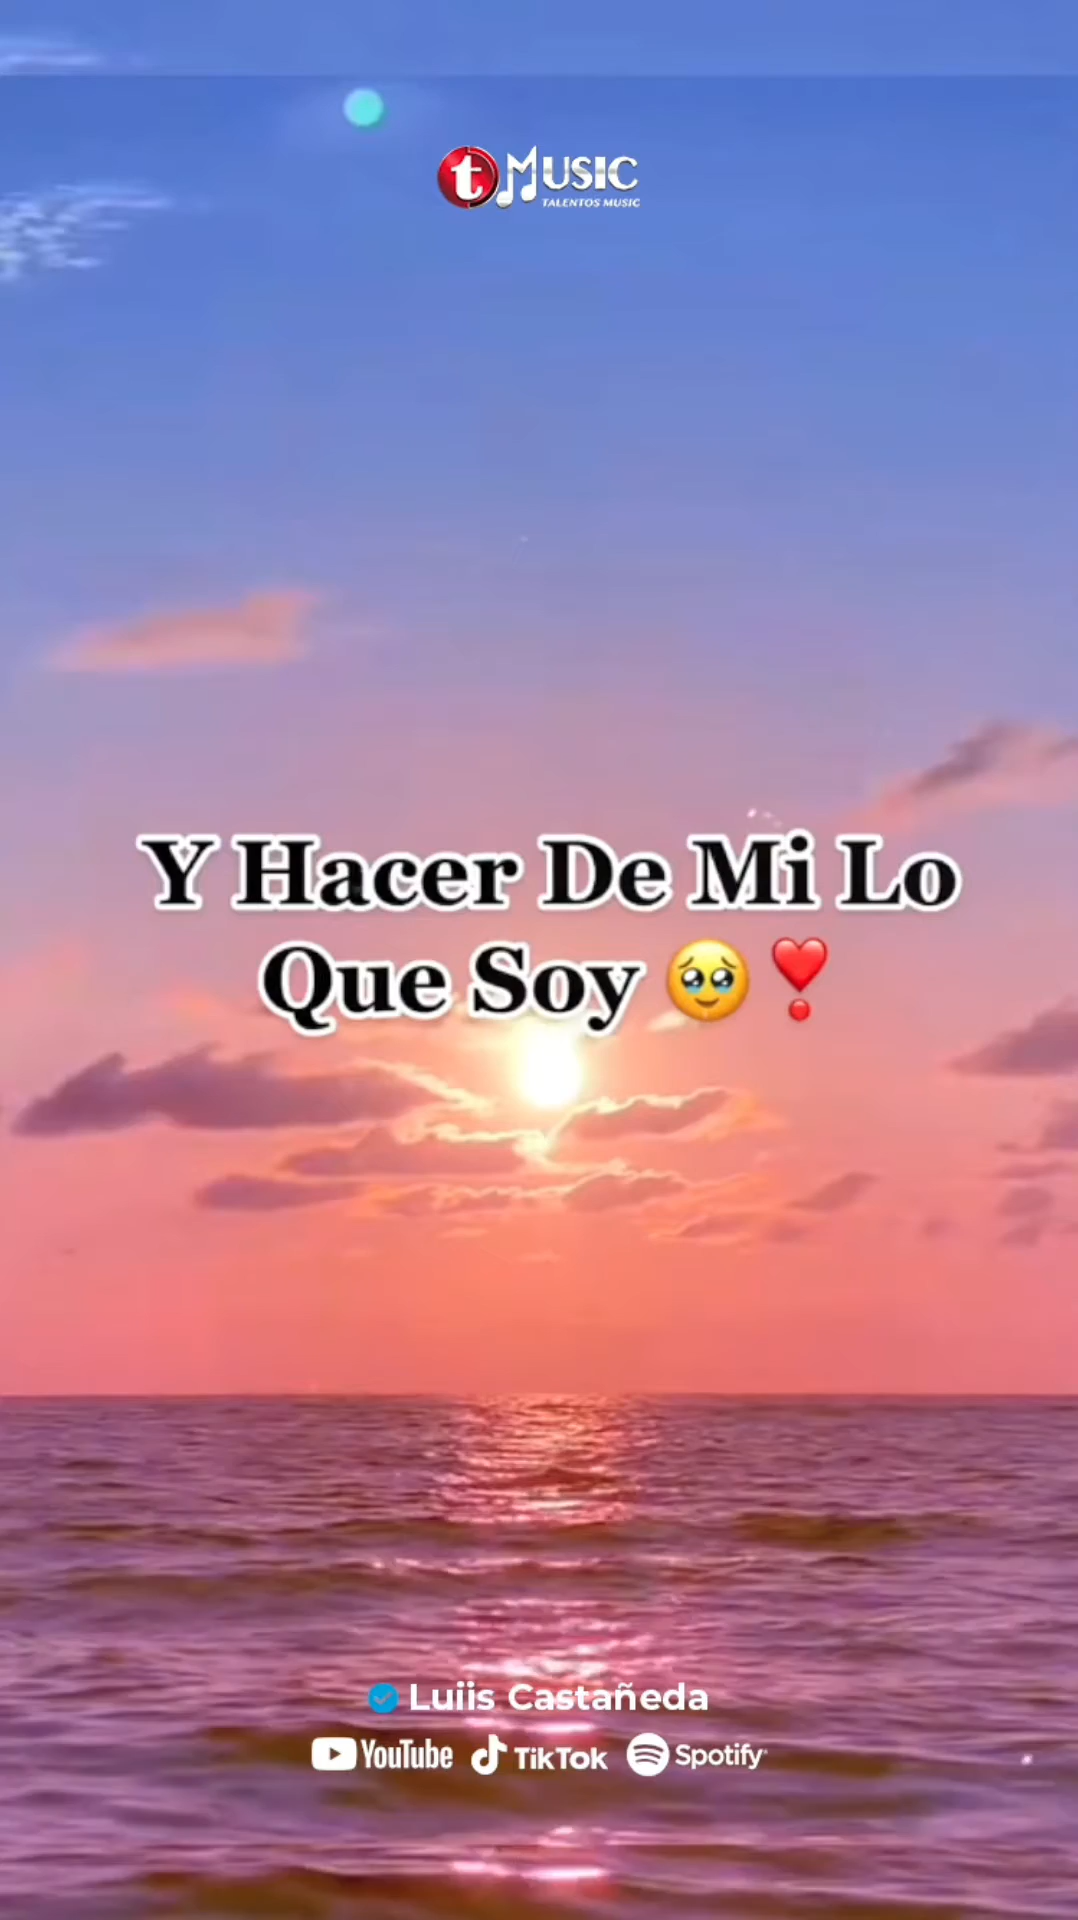 t MUSIC
TALENTOS MUSIC
Y Hacer De Mi Lo
Que Soy 🥹❣️
Luiis Castañeda
YouTube TikTok Spotify